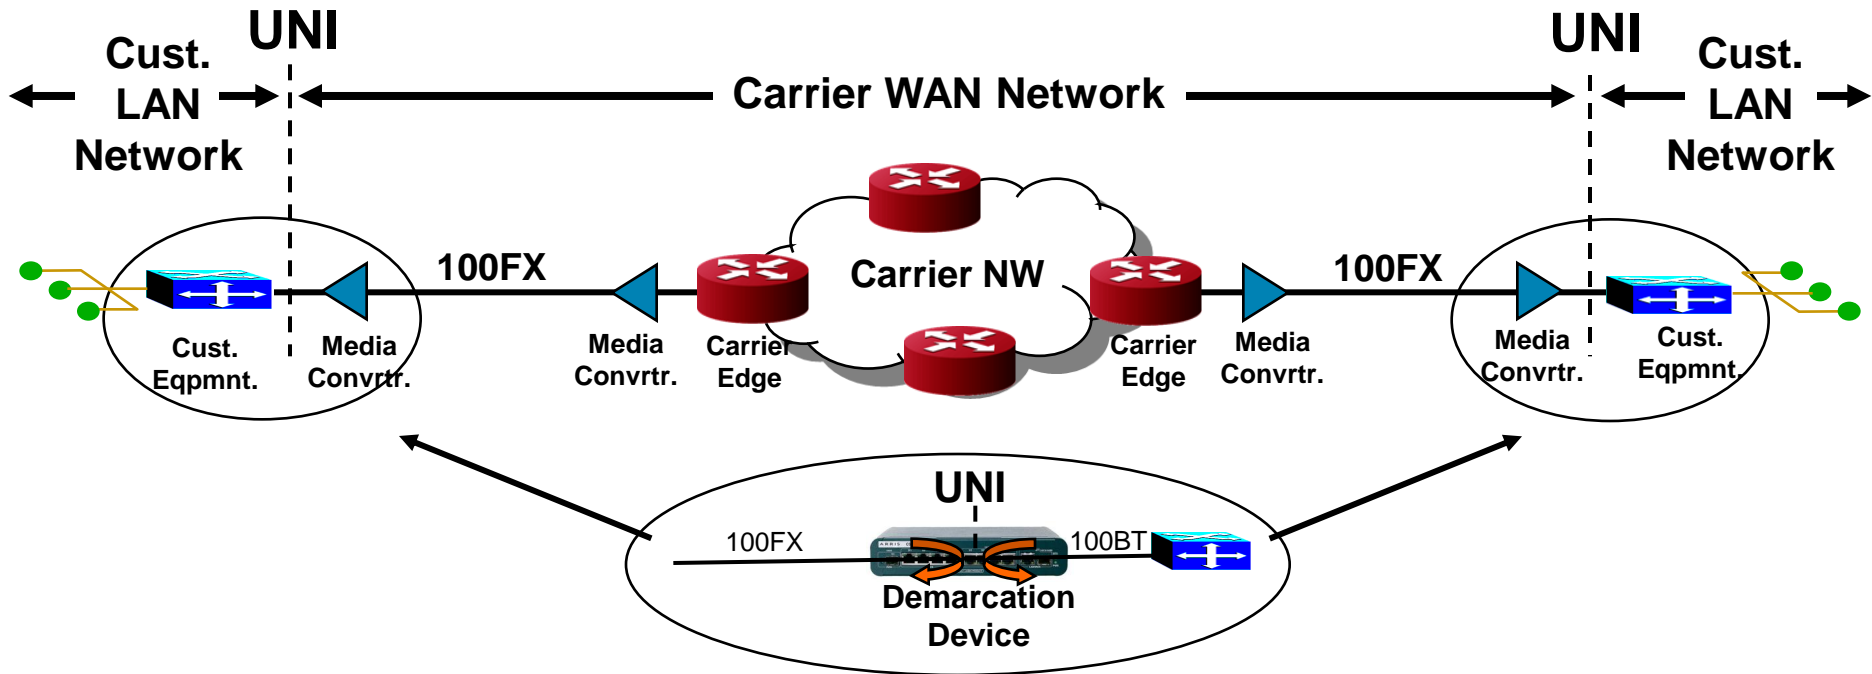 UNI
UNI
Cust.
LAN
Network
Carrier WAN Network
Cust.
LAN
Network
100FX
Carrier NW
100FX
Cust.
Eqpmnt.
Media
Convrtr.
Media
Convrtr.
Carrier
Edge
Carrier
Edge
Media
Convrtr.
Media
Convrtr.
Cust.
Eqpmnt.
UNI
100FX
ARRIS
100BT
Demarcation
Device